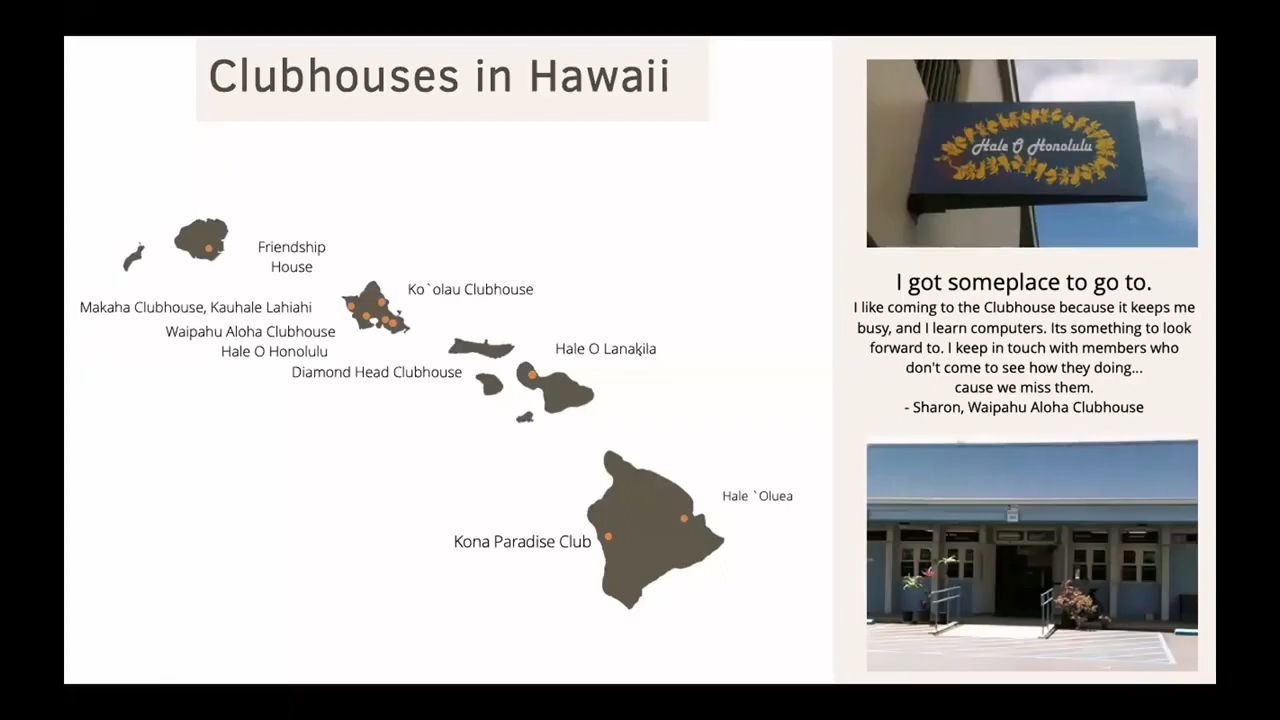 Clubhouses in Hawaii
Friendship
House
Ko`olau Clubhouse
Makaha Clubhouse, Kauhale Lahiahi
Waipahu Aloha Clubhouse
Hale O Honolulu
Diamond Head Clubhouse
Hale O Lanakila
Hale `Oluea
Kona Paradise Club
Hale O Honolulu
I got someplace to go to.
I like coming to the Clubhouse because it keeps me
busy, and I learn computers. Its something to look
forward to. I keep in touch with members who
don't come to see how they doing...
cause we miss them.
- Sharon, Waipahu Aloha Clubhouse